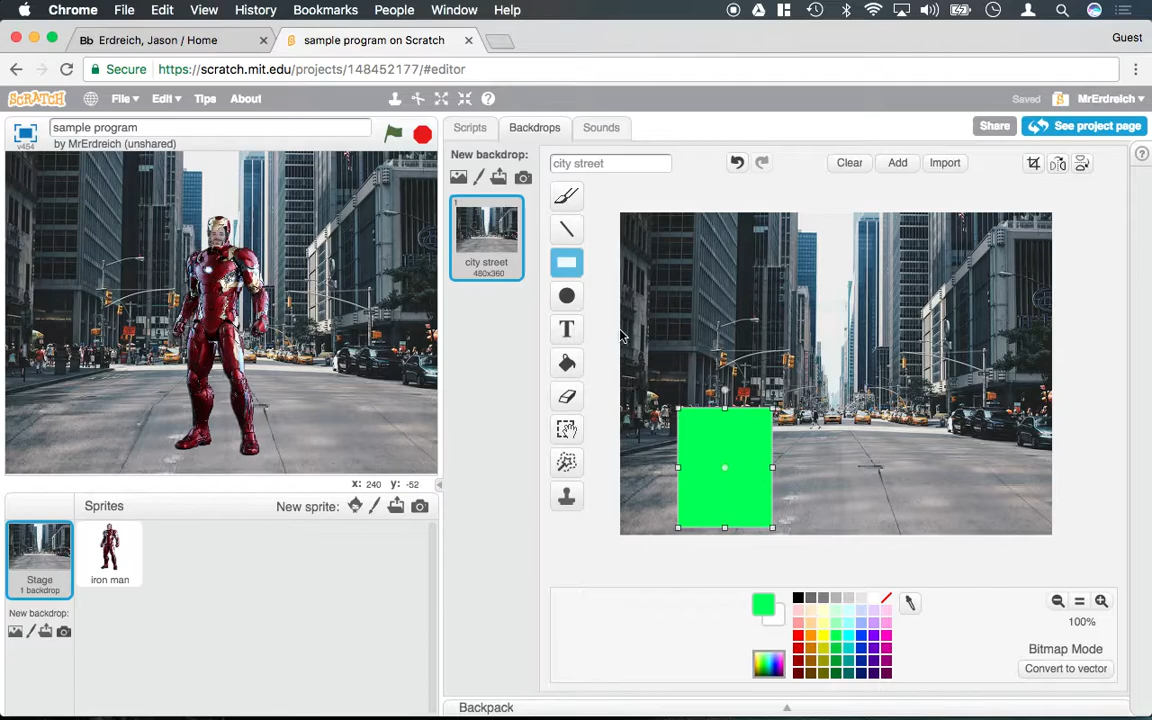 Chrome File Edit View History Bookmarks People Window Help
Bb Erdreich, Jason / Home
sample program on Scratch
Guest
Secure https://scratch.mit.edu/projects/148452177/#editor
SCRATCH File Edit Tips About
Saved MrErdreich
sample program
by MrErdreich (unshared)
v454
Scripts Backdrops Sounds
Share See project page
New backdrop:
city street
Clear Add Import
1
city street
480x360
T
x: 240 y: -52
Sprites New sprite:
Stage
1 backdrop
iron man
New backdrop:
100%
Bitmap Mode
Convert to vector
Backpack